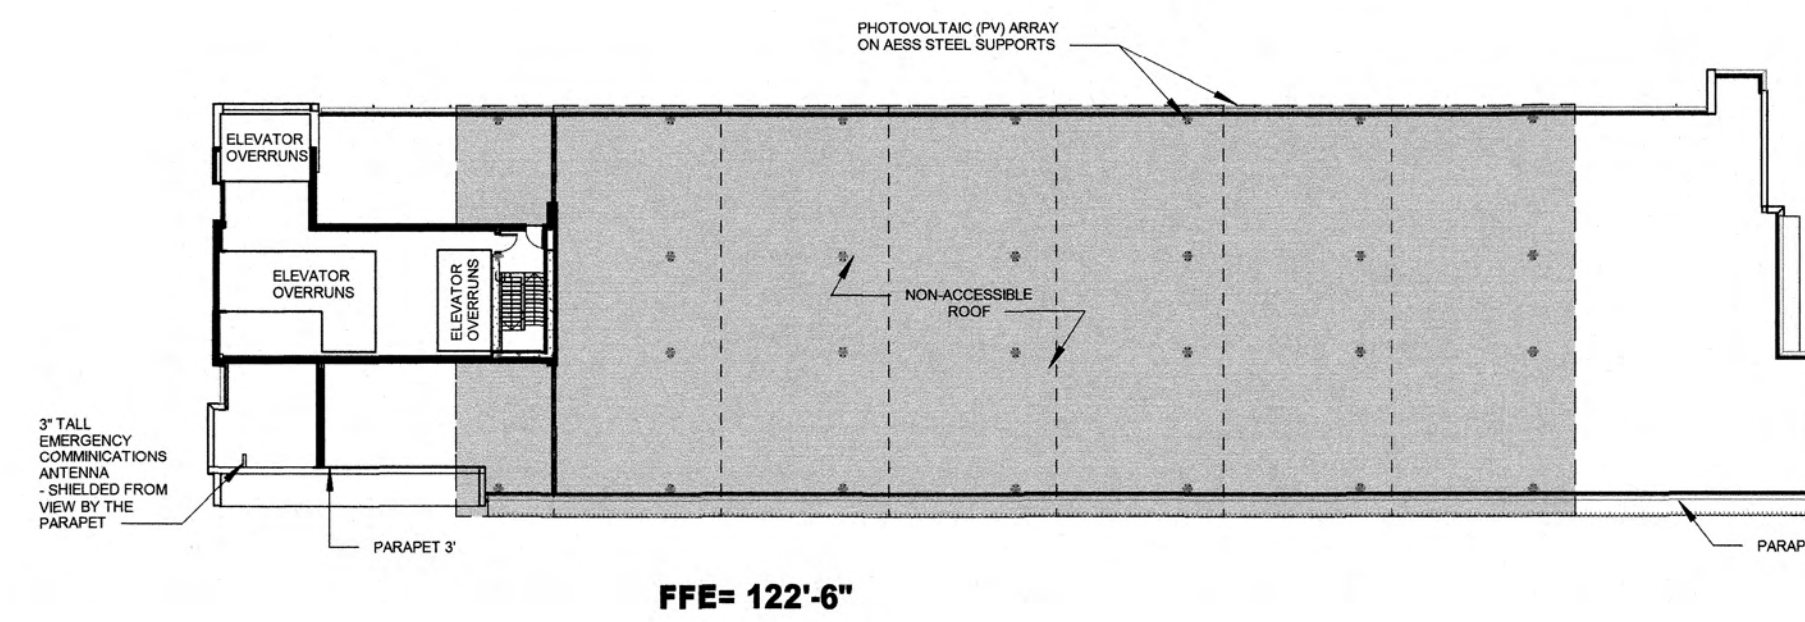 PHOTOVOLTAIC (PV) ARRAY
ON AESS STEEL SUPPORTS
ELEVATOR
OVERRUNS
ELEVATOR
OVERRUNS
ELEVATOR
OVERRUNS
NON-ACCESSIBLE
ROOF
3" TALL
EMERGENCY
COMMINICATIONS
ANTENNA
- SHIELDED FROM
VIEW BY THE
PARAPET
PARAPET 3'
PARAP
FFE= 122'-6"